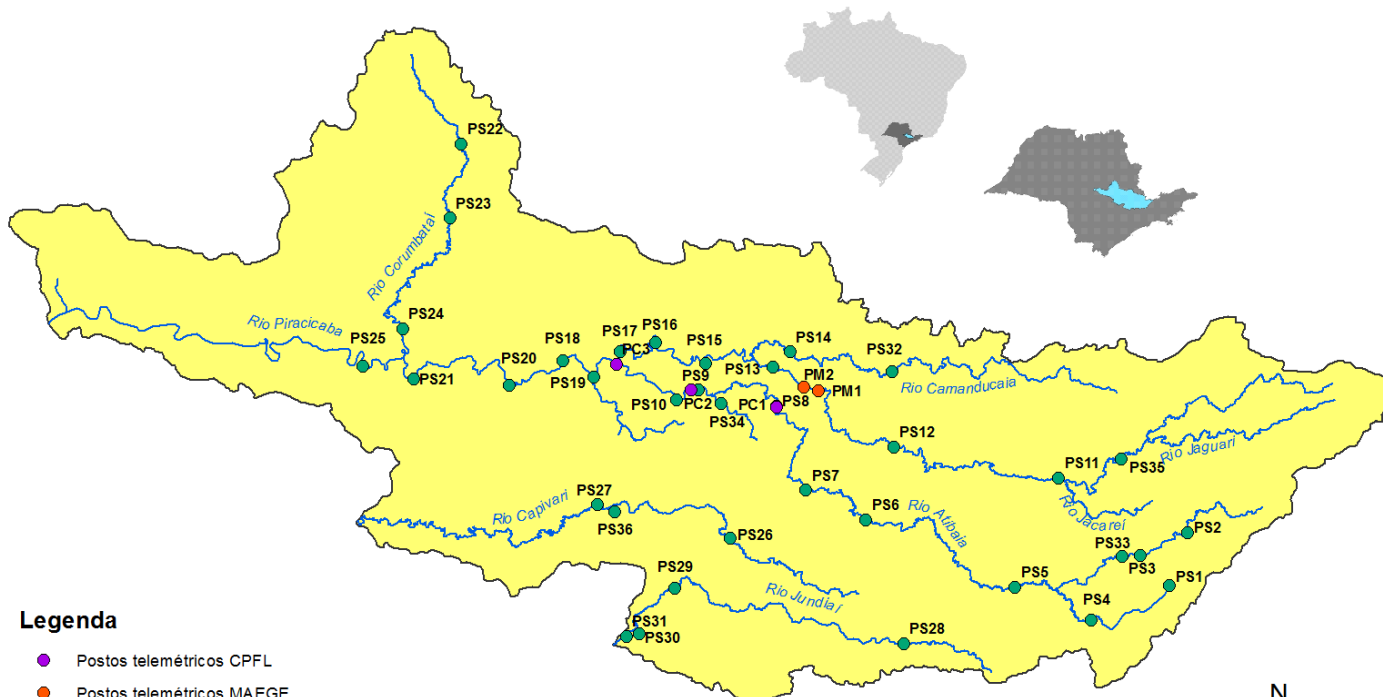 PS22
PS23
Rio Corumbataí
PS24
Rio Piracicaba
PS25
PS21
PS20
PS18
PS19
PS17
PC3
PS16
PS15
PS14
PS13
PS32
Rio Camanducaia
PM2
PM1
PS9
PS10
PC2
PS34
PC1
PS8
PS12
PS11
PS35
Rio Jaguari
PS7
PS6
Rio Atibaia
Rio Jacareí
PS27
Rio Capivari
PS36
PS26
PS33
PS3
PS2
PS1
PS5
PS4
PS29
Rio Jundiaí
PS31
PS30
PS28
Legenda
Postos telemétricos CPFL
Postos telemétricos MAEGE
N